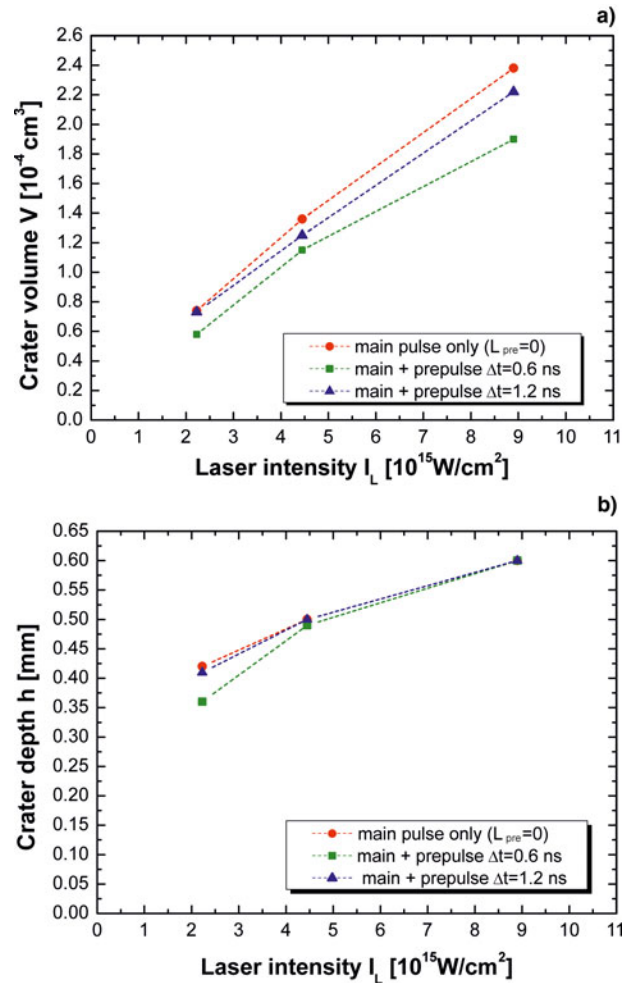 a)
2.6
2.4
2.2
2.0
1.8
1.6
1.4
1.2
1.0
0.8
0.6
0.4
0.2
0.0
Crater volume V [10⁻⁴ cm³]
main pulse only (L pre=0)
main + prepulse Δt=0.6 ns
main + prepulse Δt=1.2 ns
0 1 2 3 4 5 6 7 8 9 10 11
Laser intensity I_L [10¹⁵W/cm²]
b)
0.65
0.60
0.55
0.50
0.45
0.40
0.35
0.30
0.25
0.20
0.15
0.10
0.05
0.00
Crater depth h [mm]
main pulse only (L pre=0)
main + prepulse Δt=0.6 ns
main + prepulse Δt=1.2 ns
0 1 2 3 4 5 6 7 8 9 10 11
Laser intensity I_L [10¹⁵W/cm²]